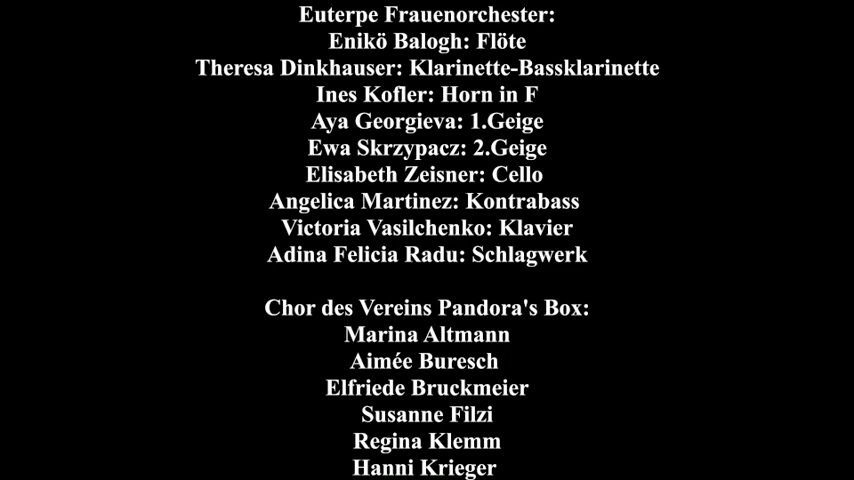 Euterpe Frauenorchester:
Enikö Balogh: Flöte
Theresa Dinkhauser: Klarinette-Bassklarinette
Ines Kofler: Horn in F
Aya Georgieva: 1.Geige
Ewa Skrzypacz: 2.Geige
Elisabeth Zeisner: Cello
Angelica Martinez: Kontrabass
Victoria Vasilchenko: Klavier
Adina Felicia Radu: Schlagwerk
Chor des Vereins Pandora's Box:
Marina Altmann
Aimée Buresch
Elfriede Bruckmeier
Susanne Filzi
Regina Klemm
Hanni Krieger